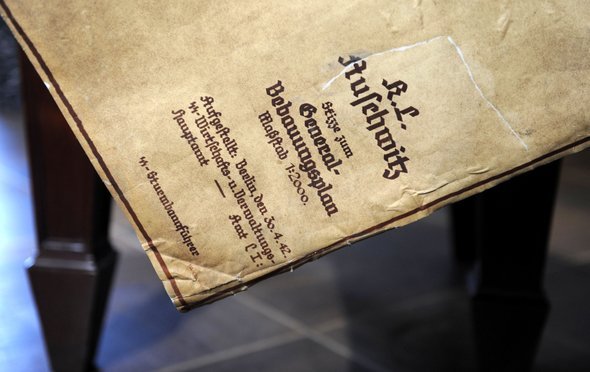 K.L.
Auschwitz
Skizze zum
General-
Bebauungsplan
Maßstab 1:2000.
Aufgestellt: Berlin, den 30.4.42.
SS-Wirtschafts-u.Verwaltungs-
Hauptamt — Amt C I:
SS-Sturmbannführer